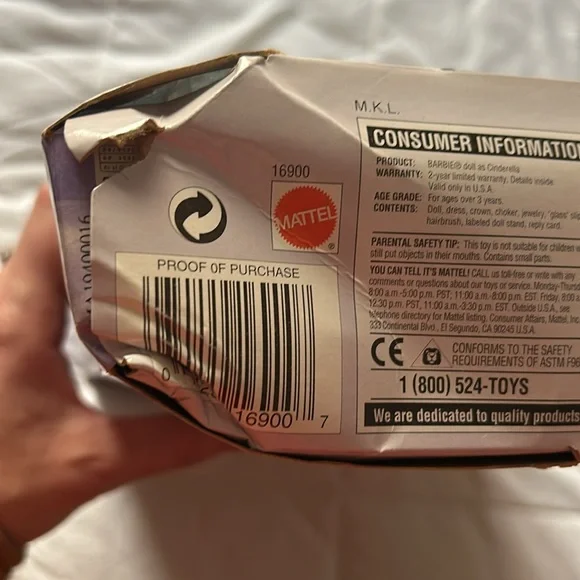 M.K.L.
16900
MATTEL
®
PROOF OF PURCHASE
0
16900 7
CONSUMER INFORMATION
PRODUCT: BARBIE® doll as Cinderella
WARRANTY: 2-year limited warranty. Details inside.
Valid only in U.S.A.
AGE GRADE: For ages over 3 years.
CONTENTS: Doll, dress, crown, choker, jewelry, "glass"
hairbrush, labeled doll stand, reply card.
PARENTAL SAFETY TIP: This toy is not suitable for children
still put objects in their mouths. Contains small parts.
YOU CAN TELL IT'S MATTEL! CALL us toll-free or write with any
comments or questions about our toys or service. Monday-Thursd
8:00 a.m.-5:00 p.m. PST; 11:00 a.m.-8:00 p.m. EST. Friday, 8:00
12:30 p.m. PST; 11:00 a.m.-3:30 p.m. EST. Outside U.S.A., see
telephone directory for Mattel listing. Consumer Affairs, Mattel, Inc.
333 Continental Blvd., El Segundo, CA 90245 U.S.A.
CE CONFORMS TO THE SAFETY
REQUIREMENTS OF ASTM F96
1 (800) 524-TOYS
We are dedicated to quality products